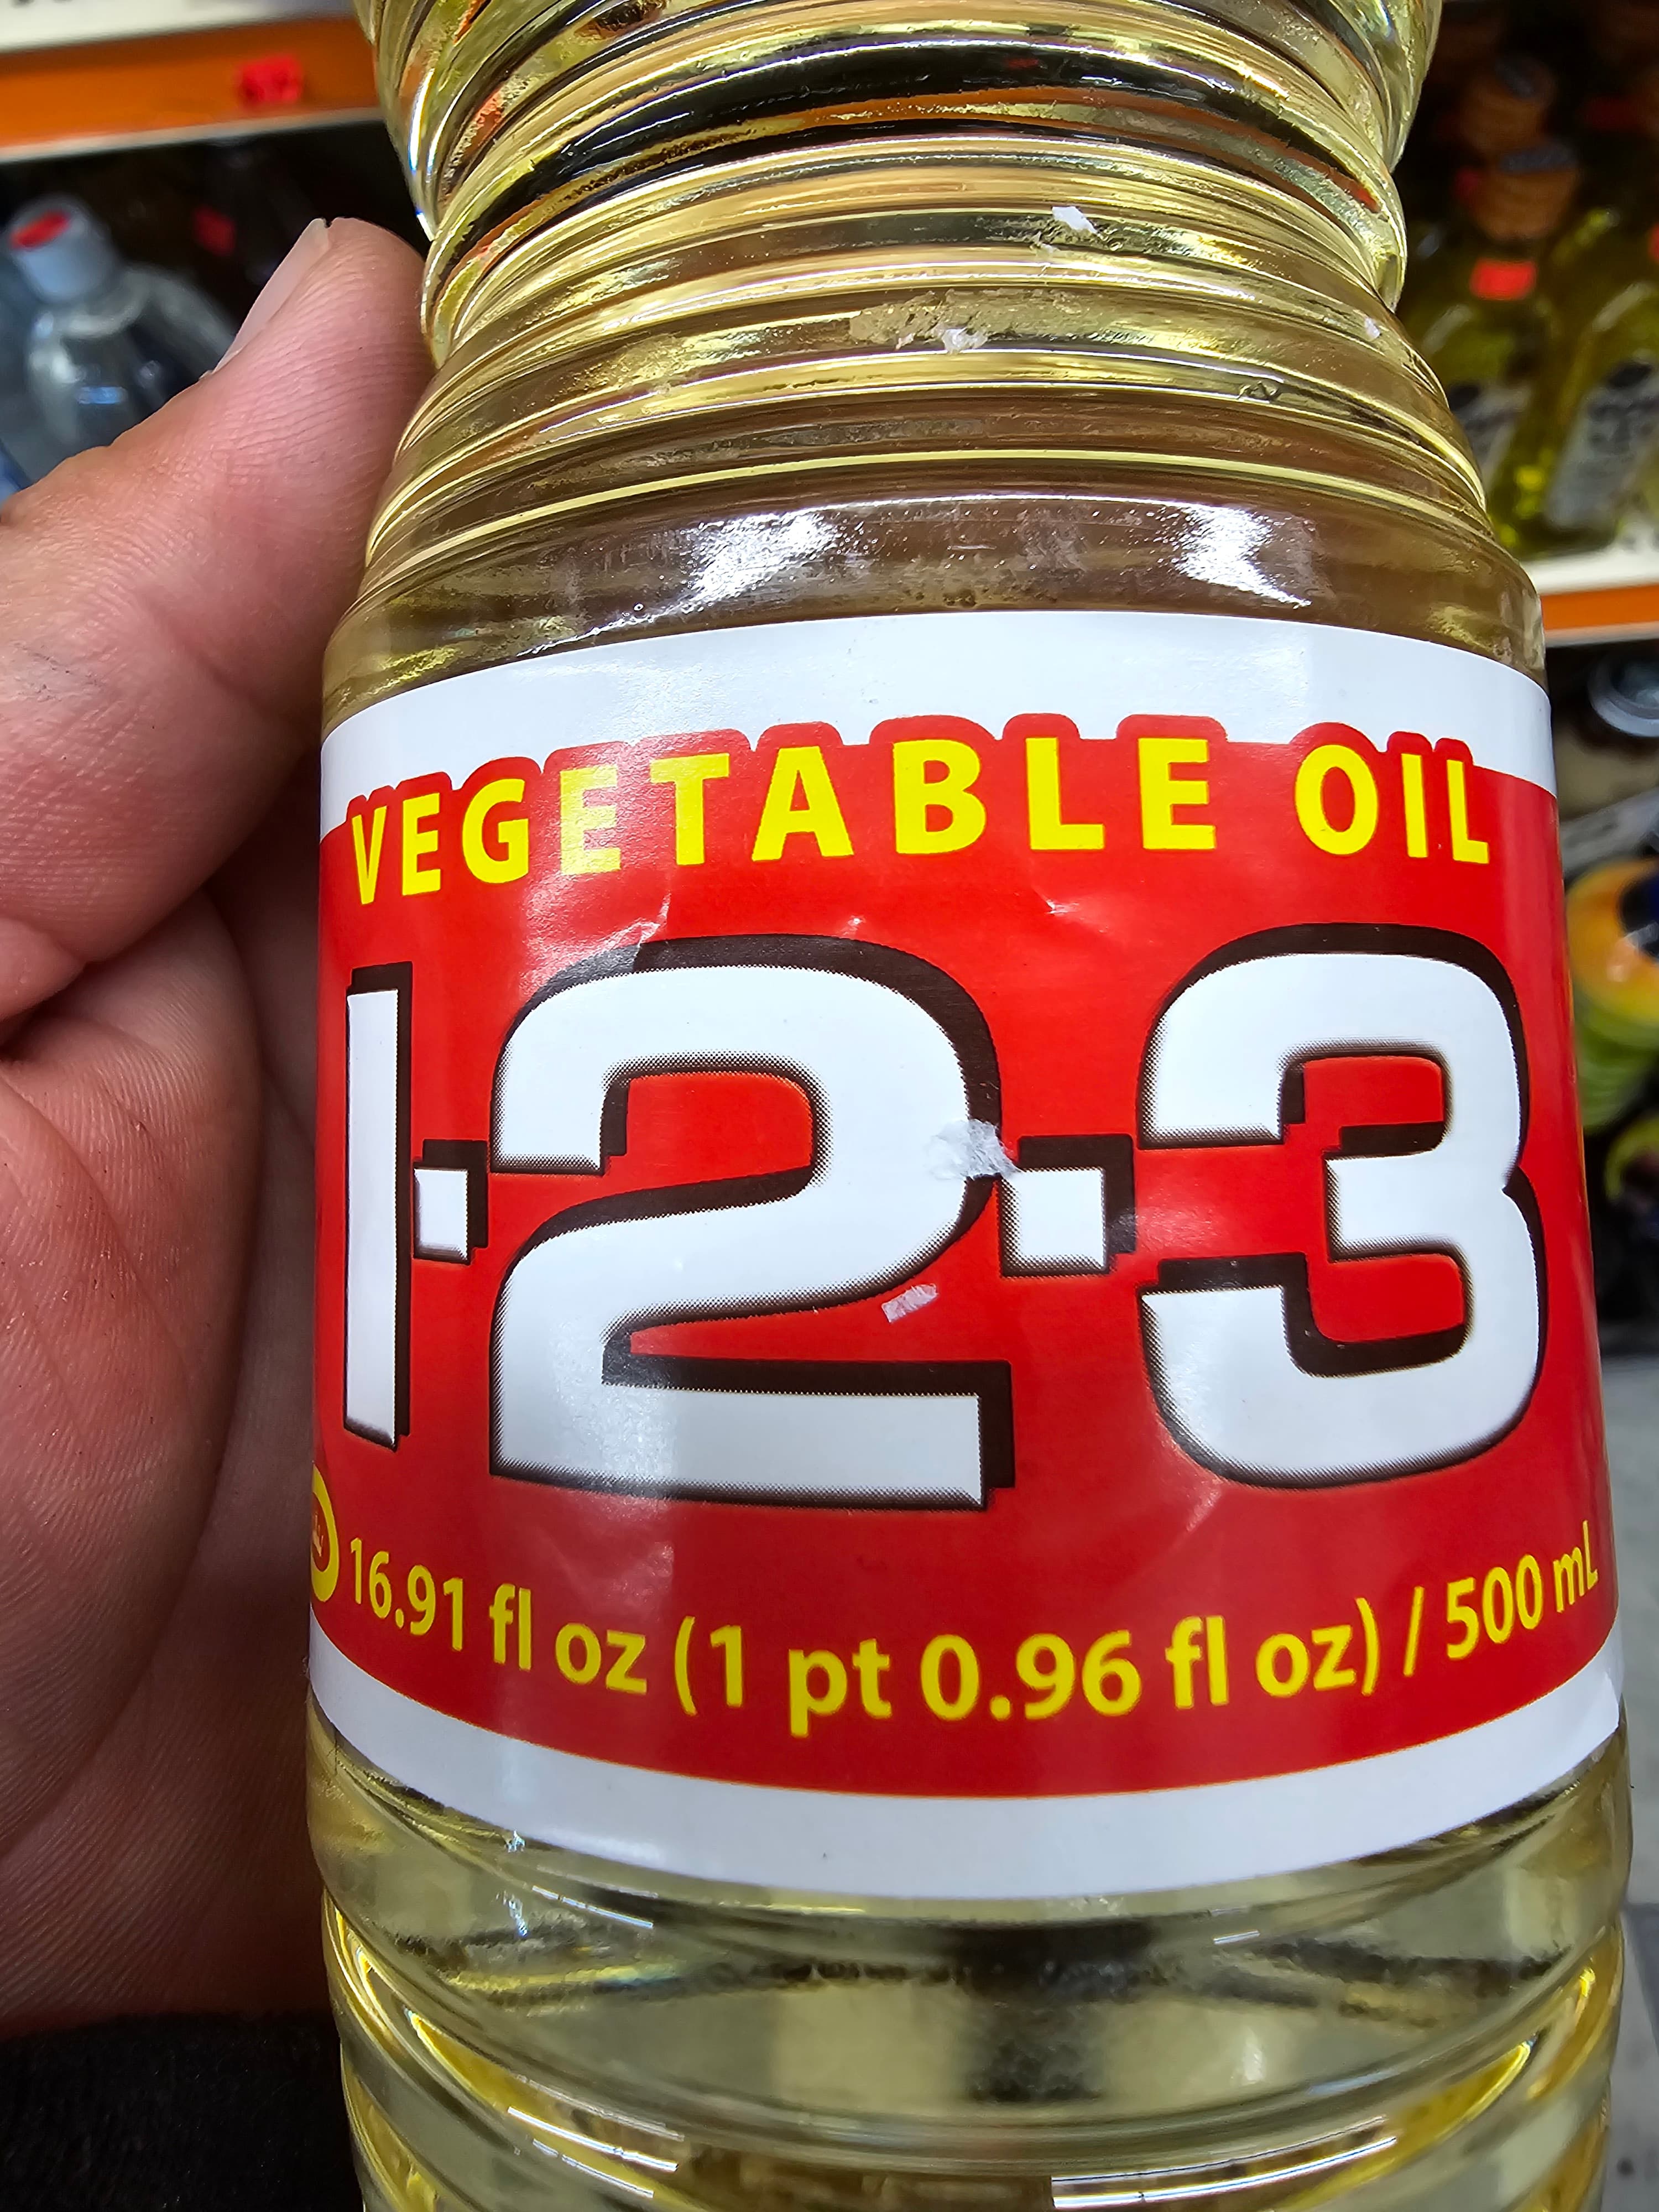 VEGETABLE OIL
1·2·3
16.91 fl oz (1 pt 0.96 fl oz) / 500 mL